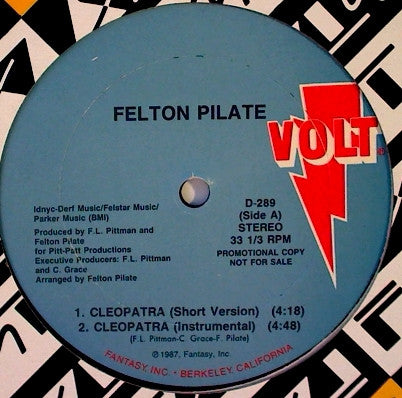 FELTON PILATE
VOLT
Idnyc-Derf Music/Felstar Music/
Parker Music (BMI)
Produced by F.L. Pittman and
Felton Pilate
for Pitt-Patt Productions
Executive Producers: F.L. Pittman
and C. Grace
Arranged by Felton Pilate
D-289
(Side A)
STEREO
33 1/3 RPM
PROMOTIONAL COPY
NOT FOR SALE
1. CLEOPATRA (Short Version) (4:18)
2. CLEOPATRA (Instrumental) (4:48)
(F.L. Pittman-C. Grace-F. Pilate)
℗ 1987, Fantasy, Inc
FANTASY, INC. • BERKELEY, CALIFORNIA